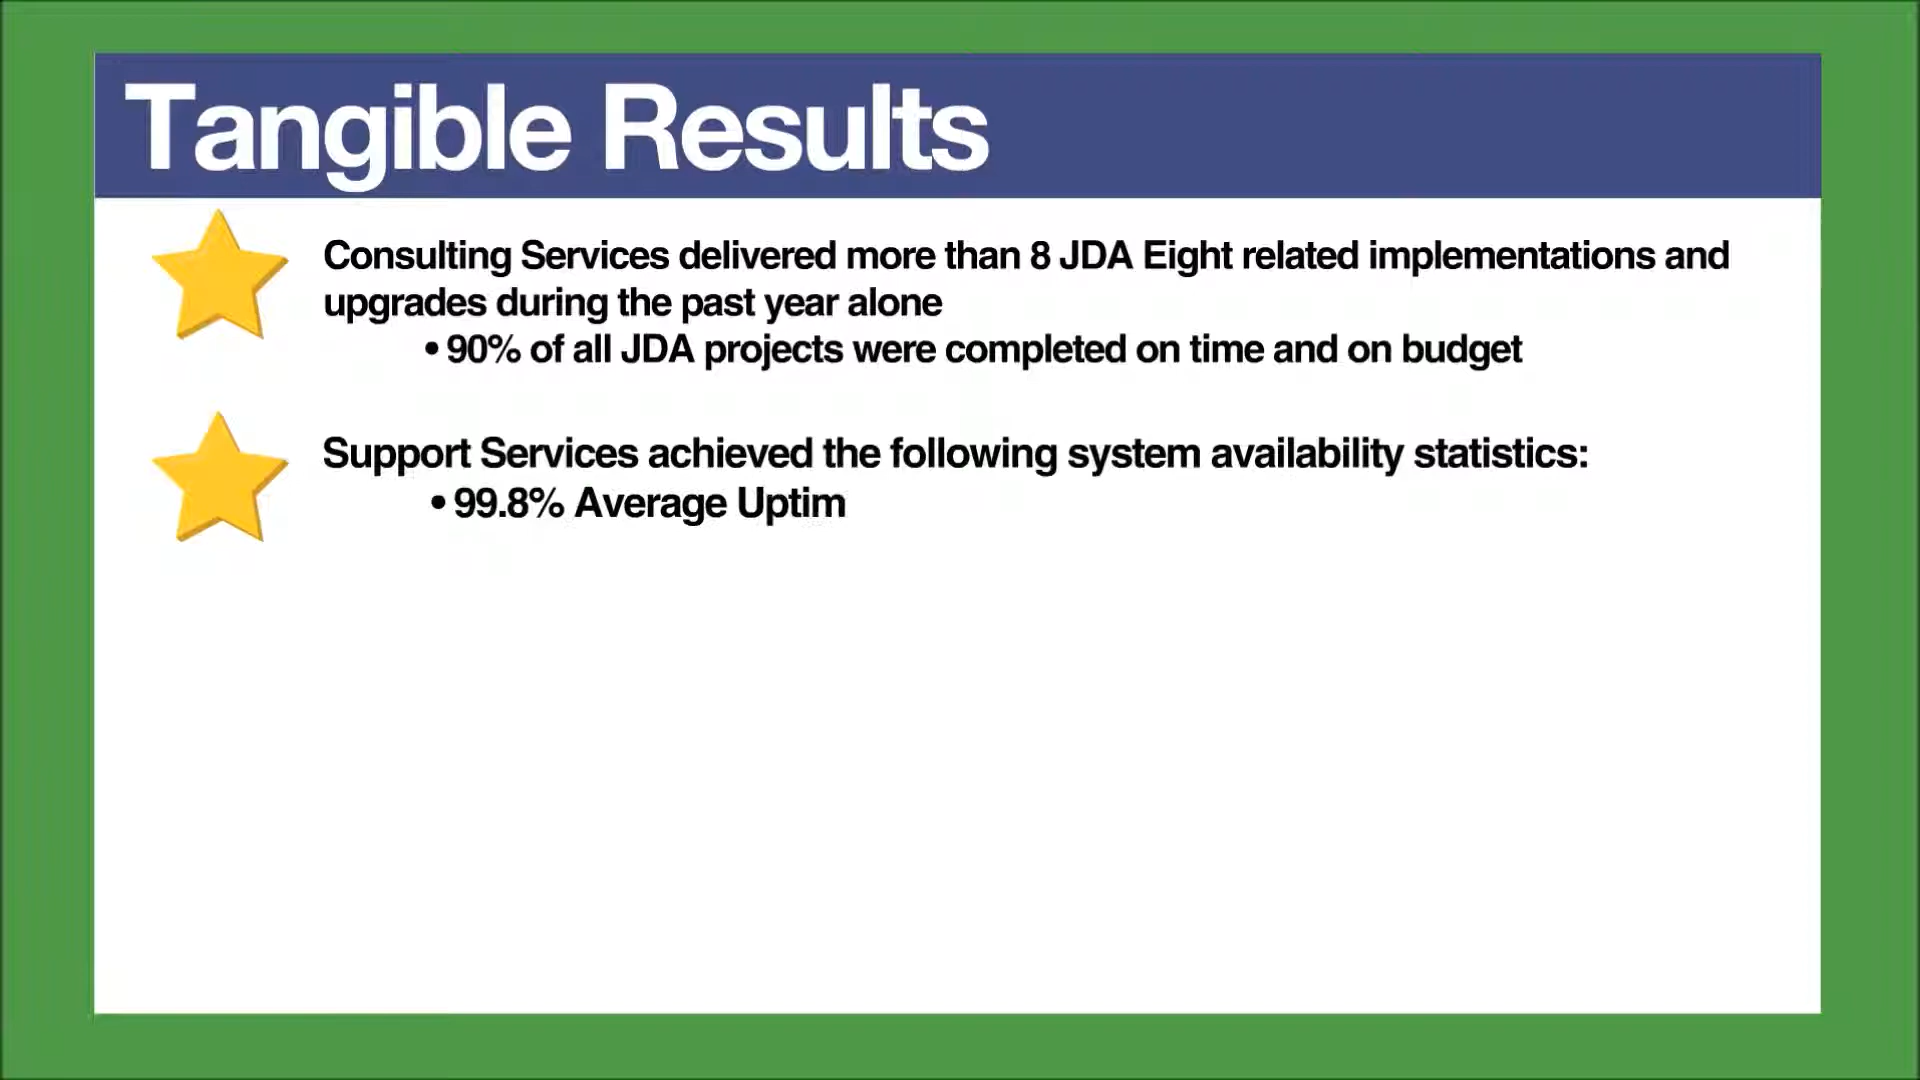 Tangible Results
Consulting Services delivered more than 8 JDA Eight related implementations and
upgrades during the past year alone
• 90% of all JDA projects were completed on time and on budget
Support Services achieved the following system availability statistics:
• 99.8% Average Uptim